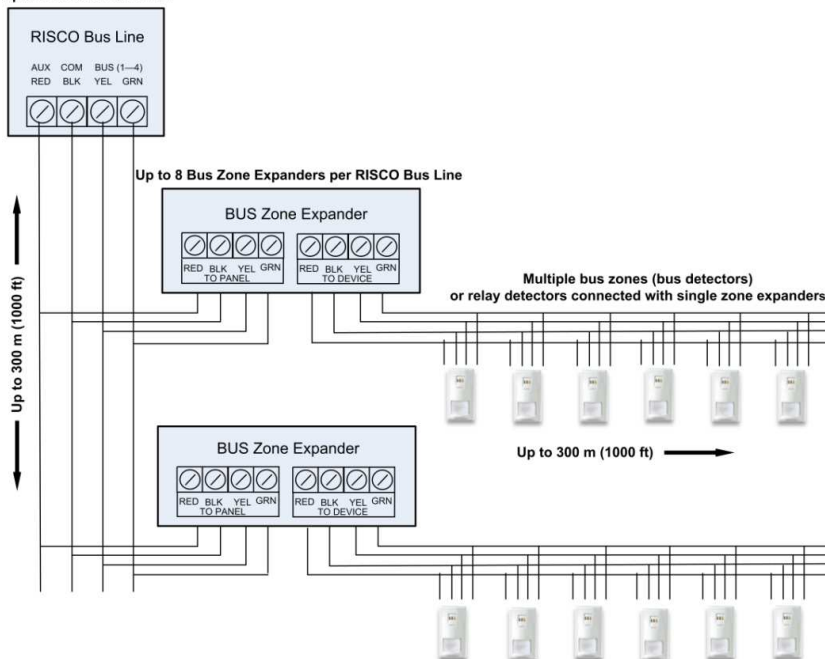 RISCO Bus Line
AUX COM BUS (1—4)
RED BLK YEL GRN
Up to 8 Bus Zone Expanders per RISCO Bus Line
BUS Zone Expander
RED BLK YEL GRN RED BLK YEL GRN
TO PANEL TO DEVICE
Multiple bus zones (bus detectors)
or relay detectors connected with single zone expanders
Up to 300 m (1000 ft)
Up to 300 m (1000 ft)
BUS Zone Expander
RED BLK YEL GRN RED BLK YEL GRN
TO PANEL TO DEVICE